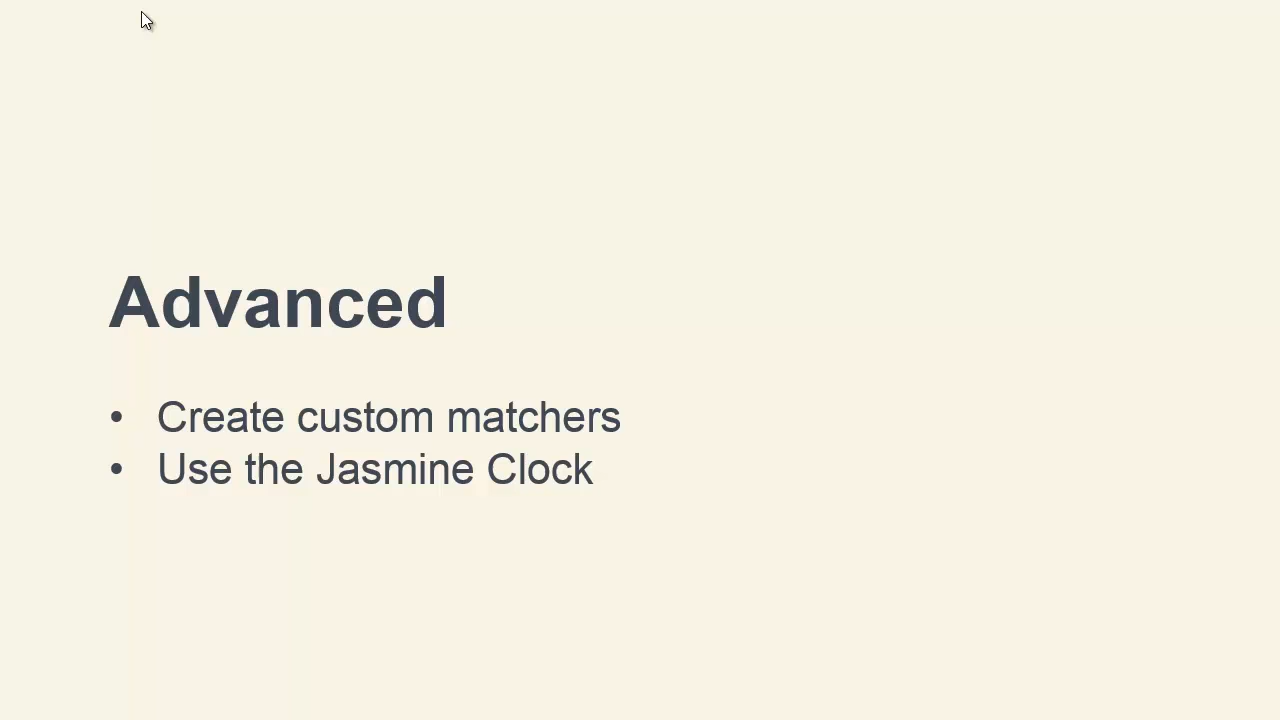 Advanced
• Create custom matchers
• Use the Jasmine Clock